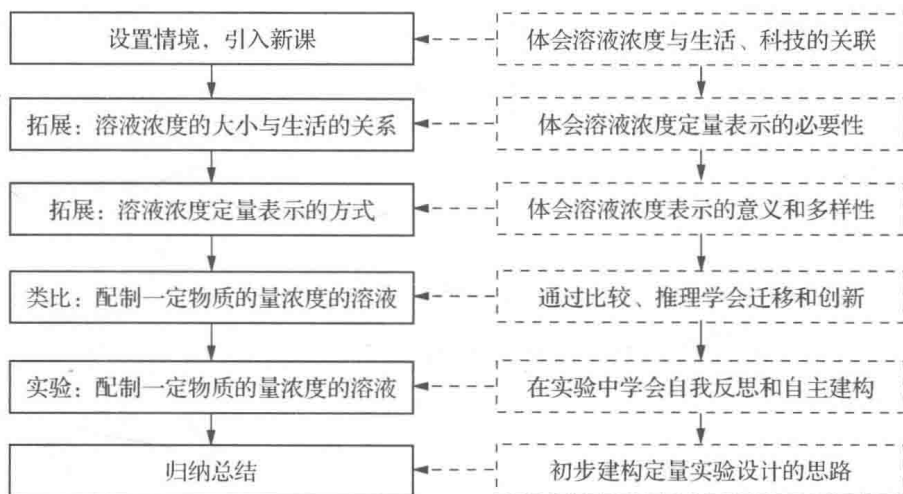 设置情境，引入新课
体会溶液浓度与生活、科技的关联
拓展：溶液浓度的大小与生活的关系
体会溶液浓度定量表示的必要性
拓展：溶液浓度定量表示的方式
体会溶液浓度表示的意义和多样性
类比：配制一定物质的量浓度的溶液
通过比较、推理学会迁移和创新
实验：配制一定物质的量浓度的溶液
在实验中学会自我反思和自主建构
归纳总结
初步建构定量实验设计的思路